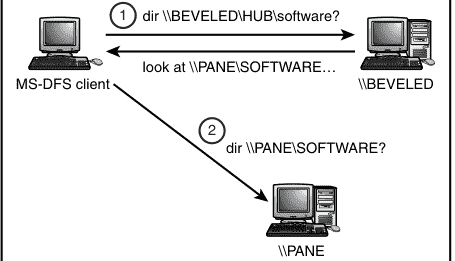 1 dir \\BEVELED\HUB\software?
look at \\PANE\SOFTWARE…
MS-DFS client
\\BEVELED
2
dir \\PANE\SOFTWARE?
\\PANE